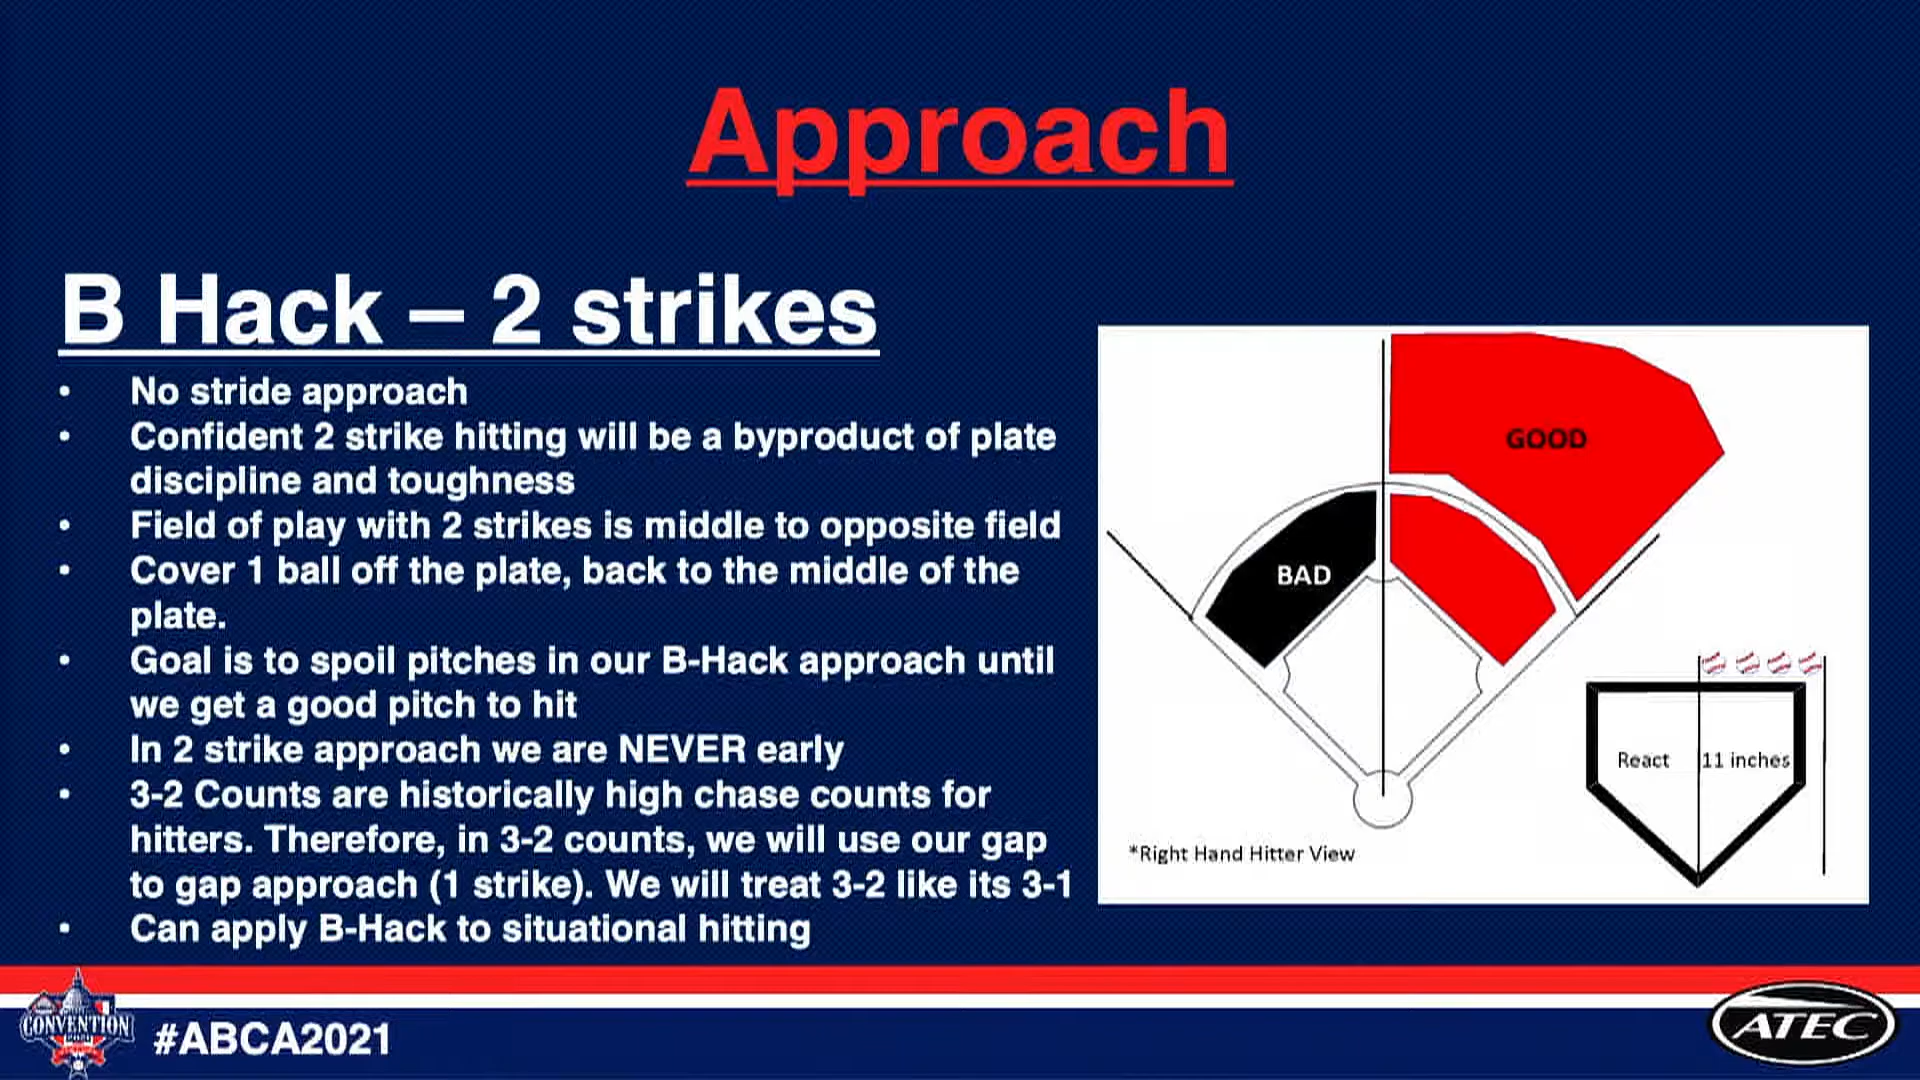 Approach
B Hack – 2 strikes
• No stride approach
• Confident 2 strike hitting will be a byproduct of plate
discipline and toughness
• Field of play with 2 strikes is middle to opposite field
• Cover 1 ball off the plate, back to the middle of the
plate.
• Goal is to spoil pitches in our B-Hack approach until
we get a good pitch to hit
• In 2 strike approach we are NEVER early
• 3-2 Counts are historically high chase counts for
hitters. Therefore, in 3-2 counts, we will use our gap
to gap approach (1 strike). We will treat 3-2 like its 3-1
• Can apply B-Hack to situational hitting
GOOD
BAD
React
11 inches
*Right Hand Hitter View
CONVENTION
#ABCA2021
ATEC